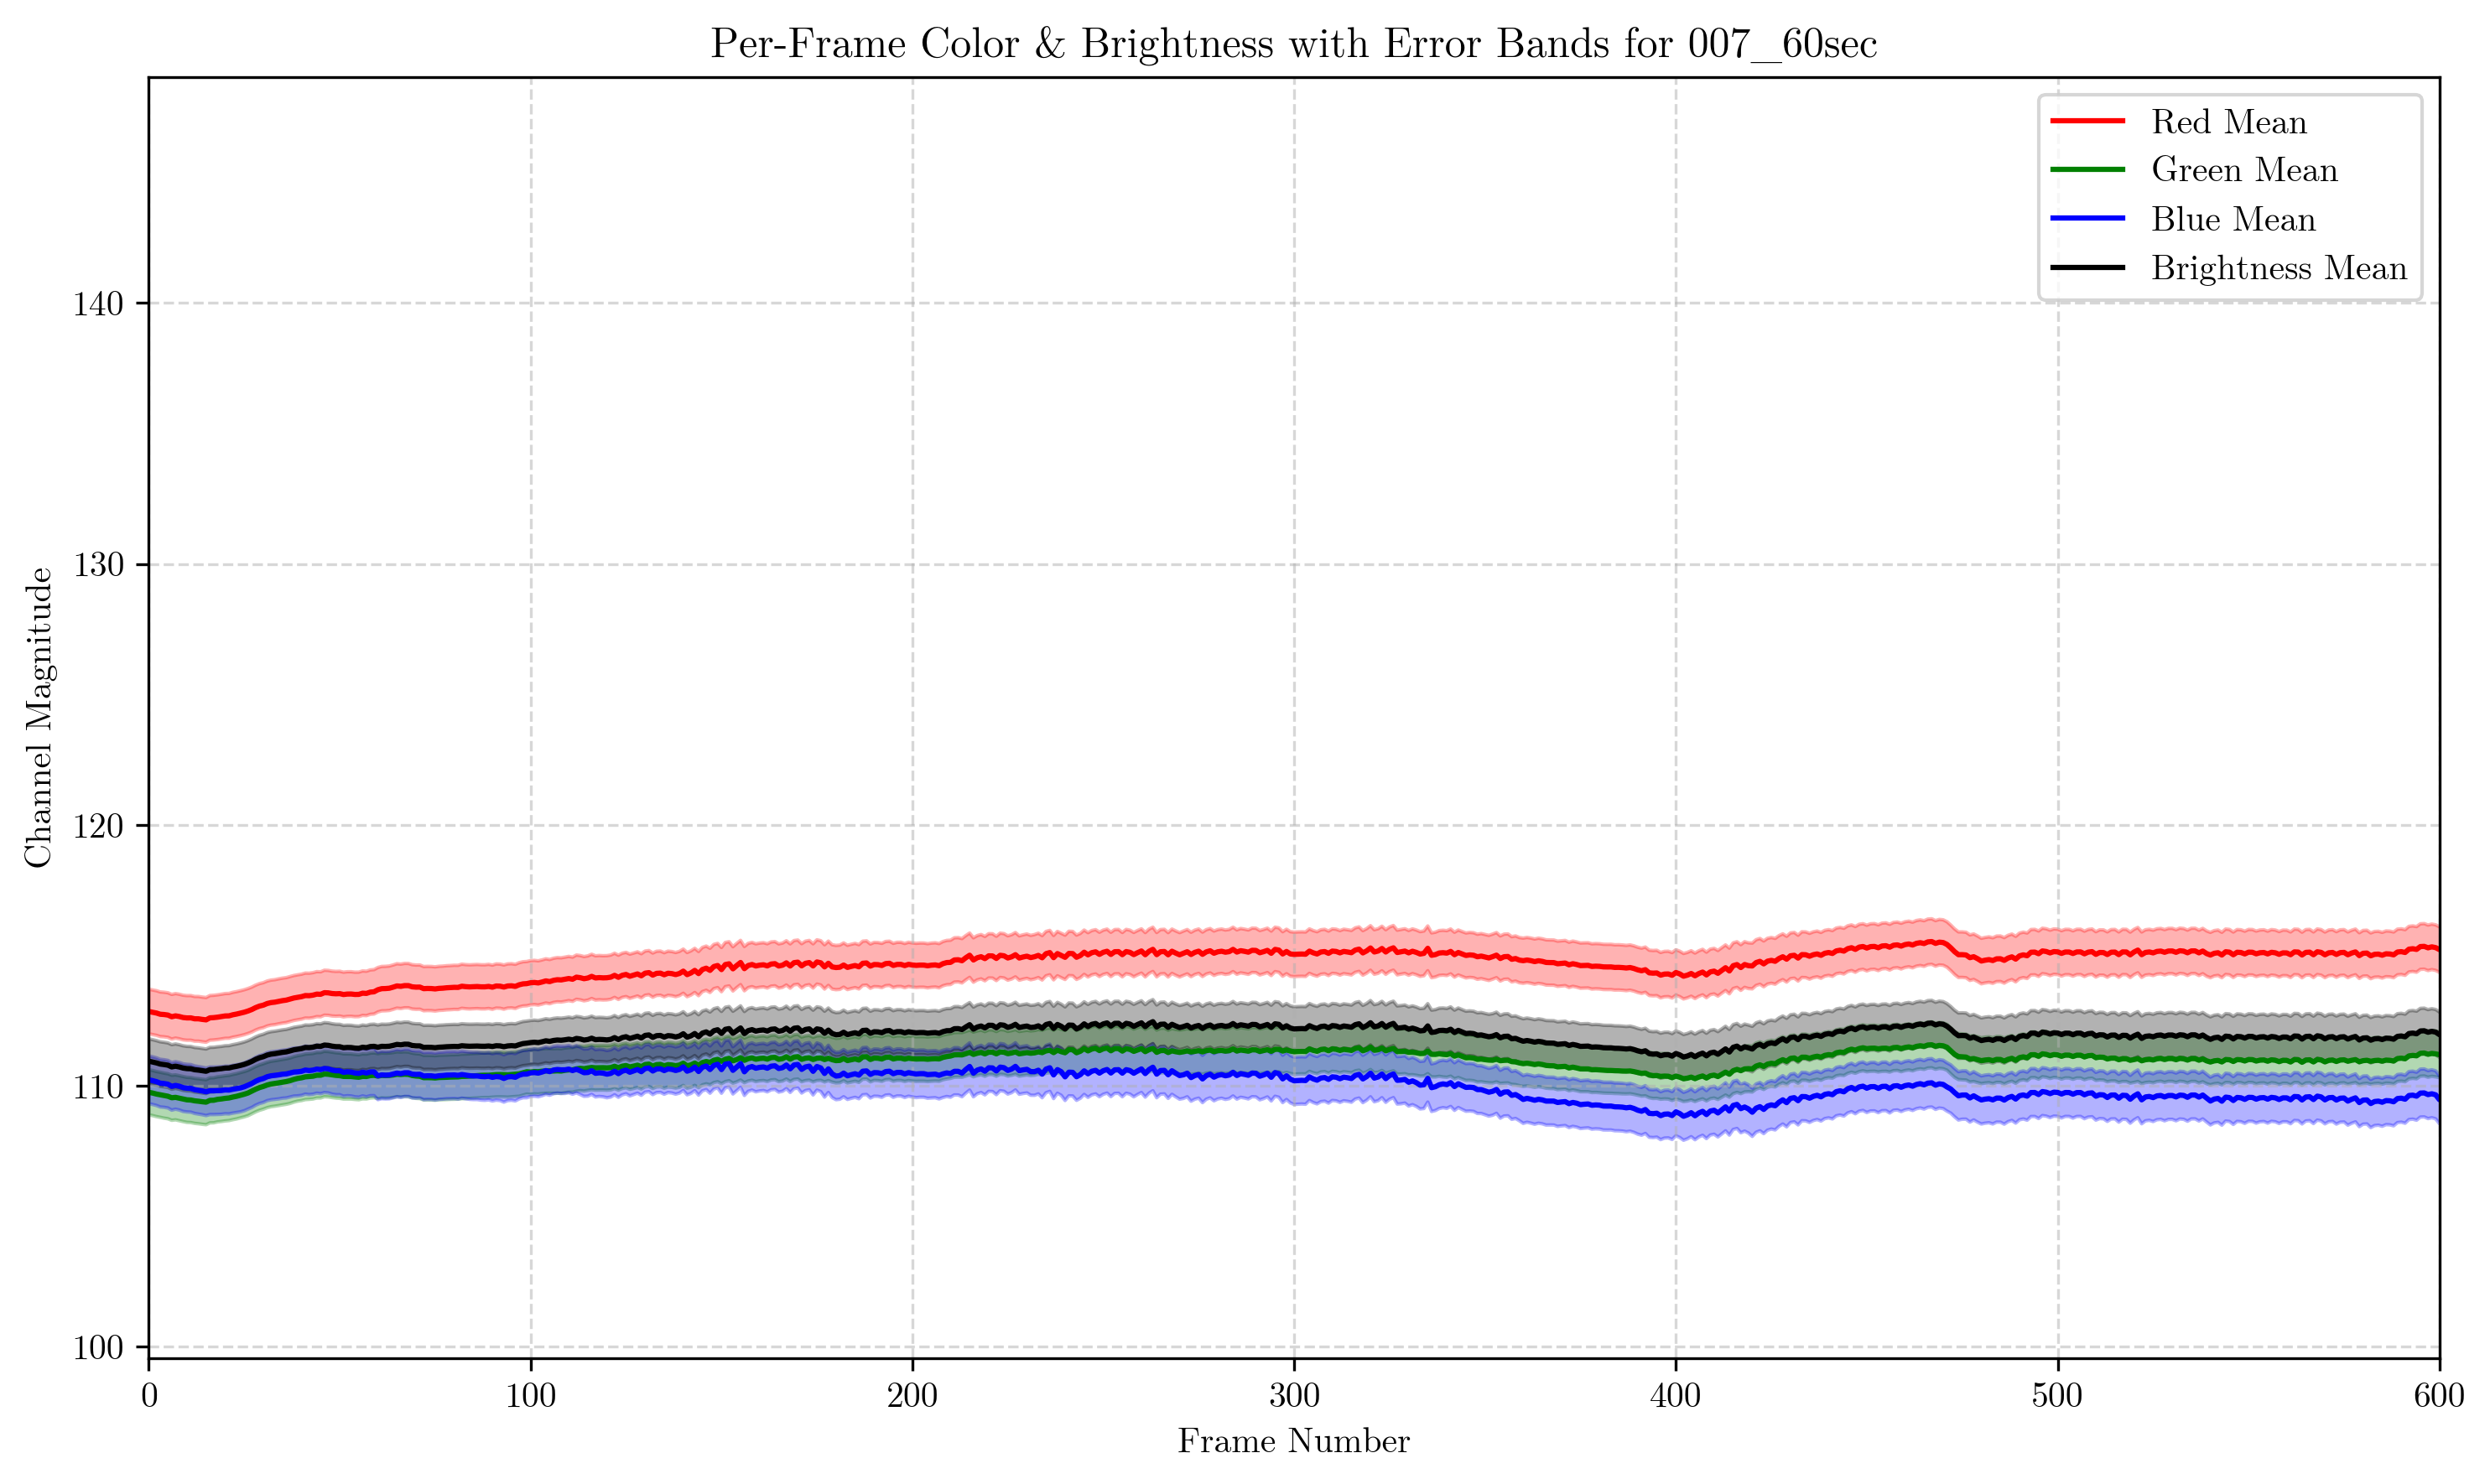 Per-Frame Color & Brightness with Error Bands for 007_60sec
Red Mean
Green Mean
Blue Mean
Brightness Mean
Channel Magnitude
140
130
120
110
100
0 100 200 300 400 500 600
Frame Number